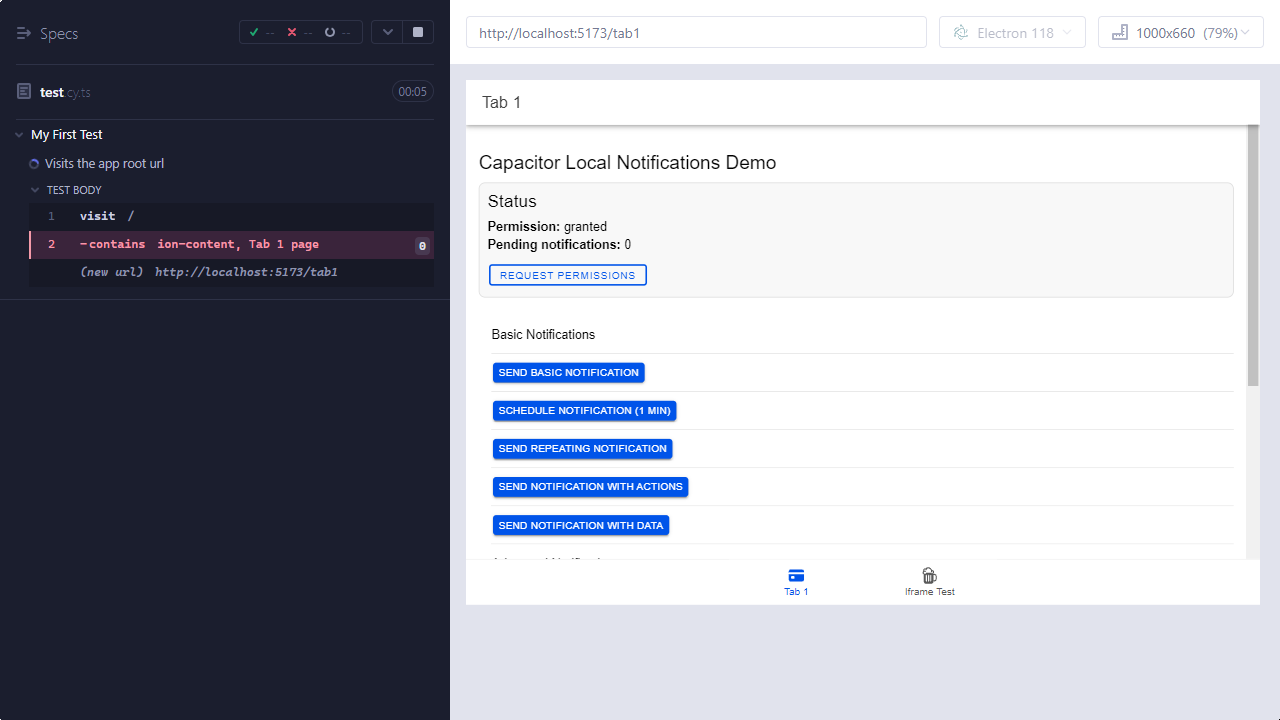 Specs
-- -- --
test.cy.ts 00:05
My First Test
Visits the app root url
TEST BODY
1 visit /
2 -contains ion-content, Tab 1 page 0
(new url) http://localhost:5173/tab1
http://localhost:5173/tab1
Electron 118
1000x660 (79%)
Tab 1
Capacitor Local Notifications Demo
Status
Permission: granted
Pending notifications: 0
REQUEST PERMISSIONS
Basic Notifications
SEND BASIC NOTIFICATION
SCHEDULE NOTIFICATION (1 MIN)
SEND REPEATING NOTIFICATION
SEND NOTIFICATION WITH ACTIONS
SEND NOTIFICATION WITH DATA
Tab 1
Iframe Test